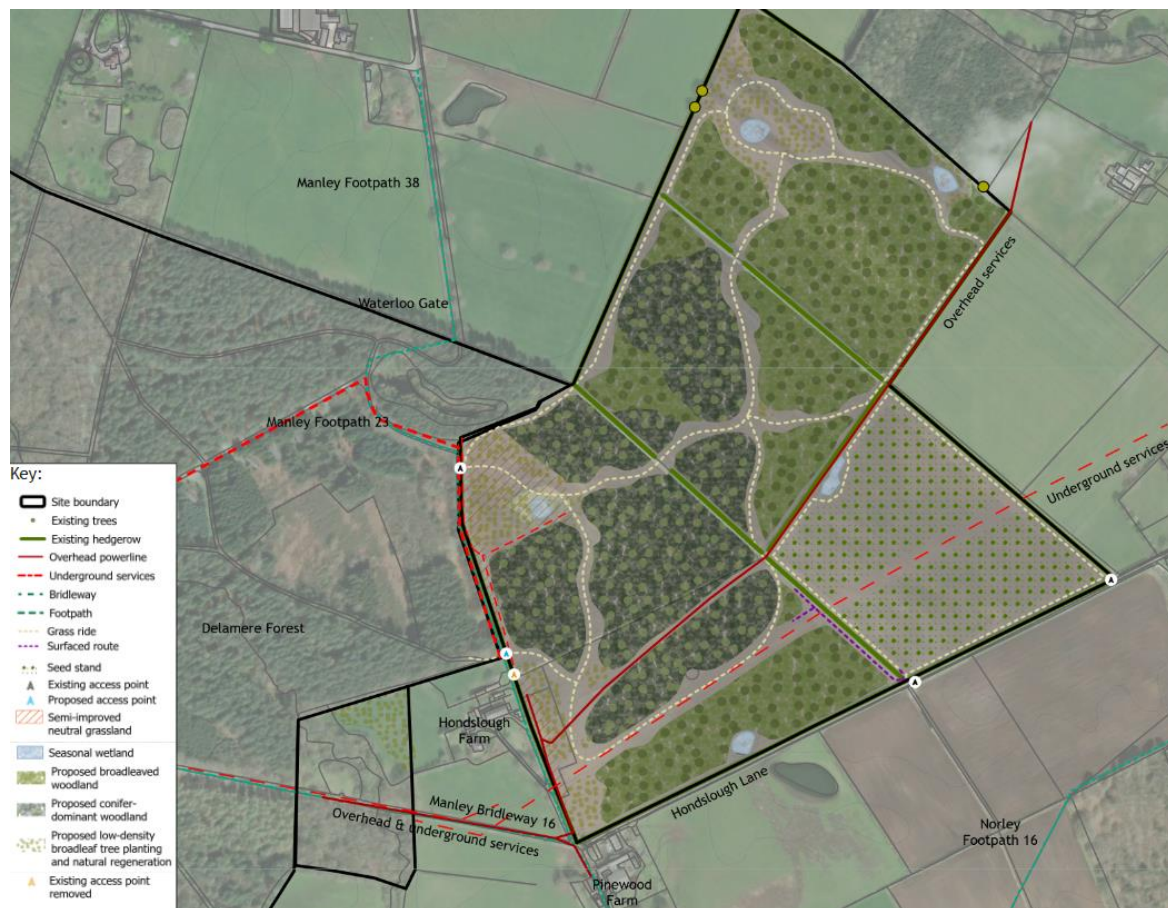 Manley Footpath 38
Waterloo Gate
Overhead services
Manley Footpath 23
Underground services
Key:
Site boundary
Existing trees
Existing hedgerow
Overhead powerline
Underground services
Bridleway
Footpath
Grass ride
Surfaced route
Seed stand
Existing access point
Proposed access point
Semi-improved
neutral grassland
Seasonal wetland
Proposed broadleaved
woodland
Proposed conifer-
dominant woodland
Proposed low-density
broadleaf tree planting
and natural regeneration
Existing access point
removed
Delamere Forest
Hondslough
Farm
Hondslough Lane
Manley Bridleway 16
Overhead & underground services
Norley
Footpath 16
Pinewood
Farm